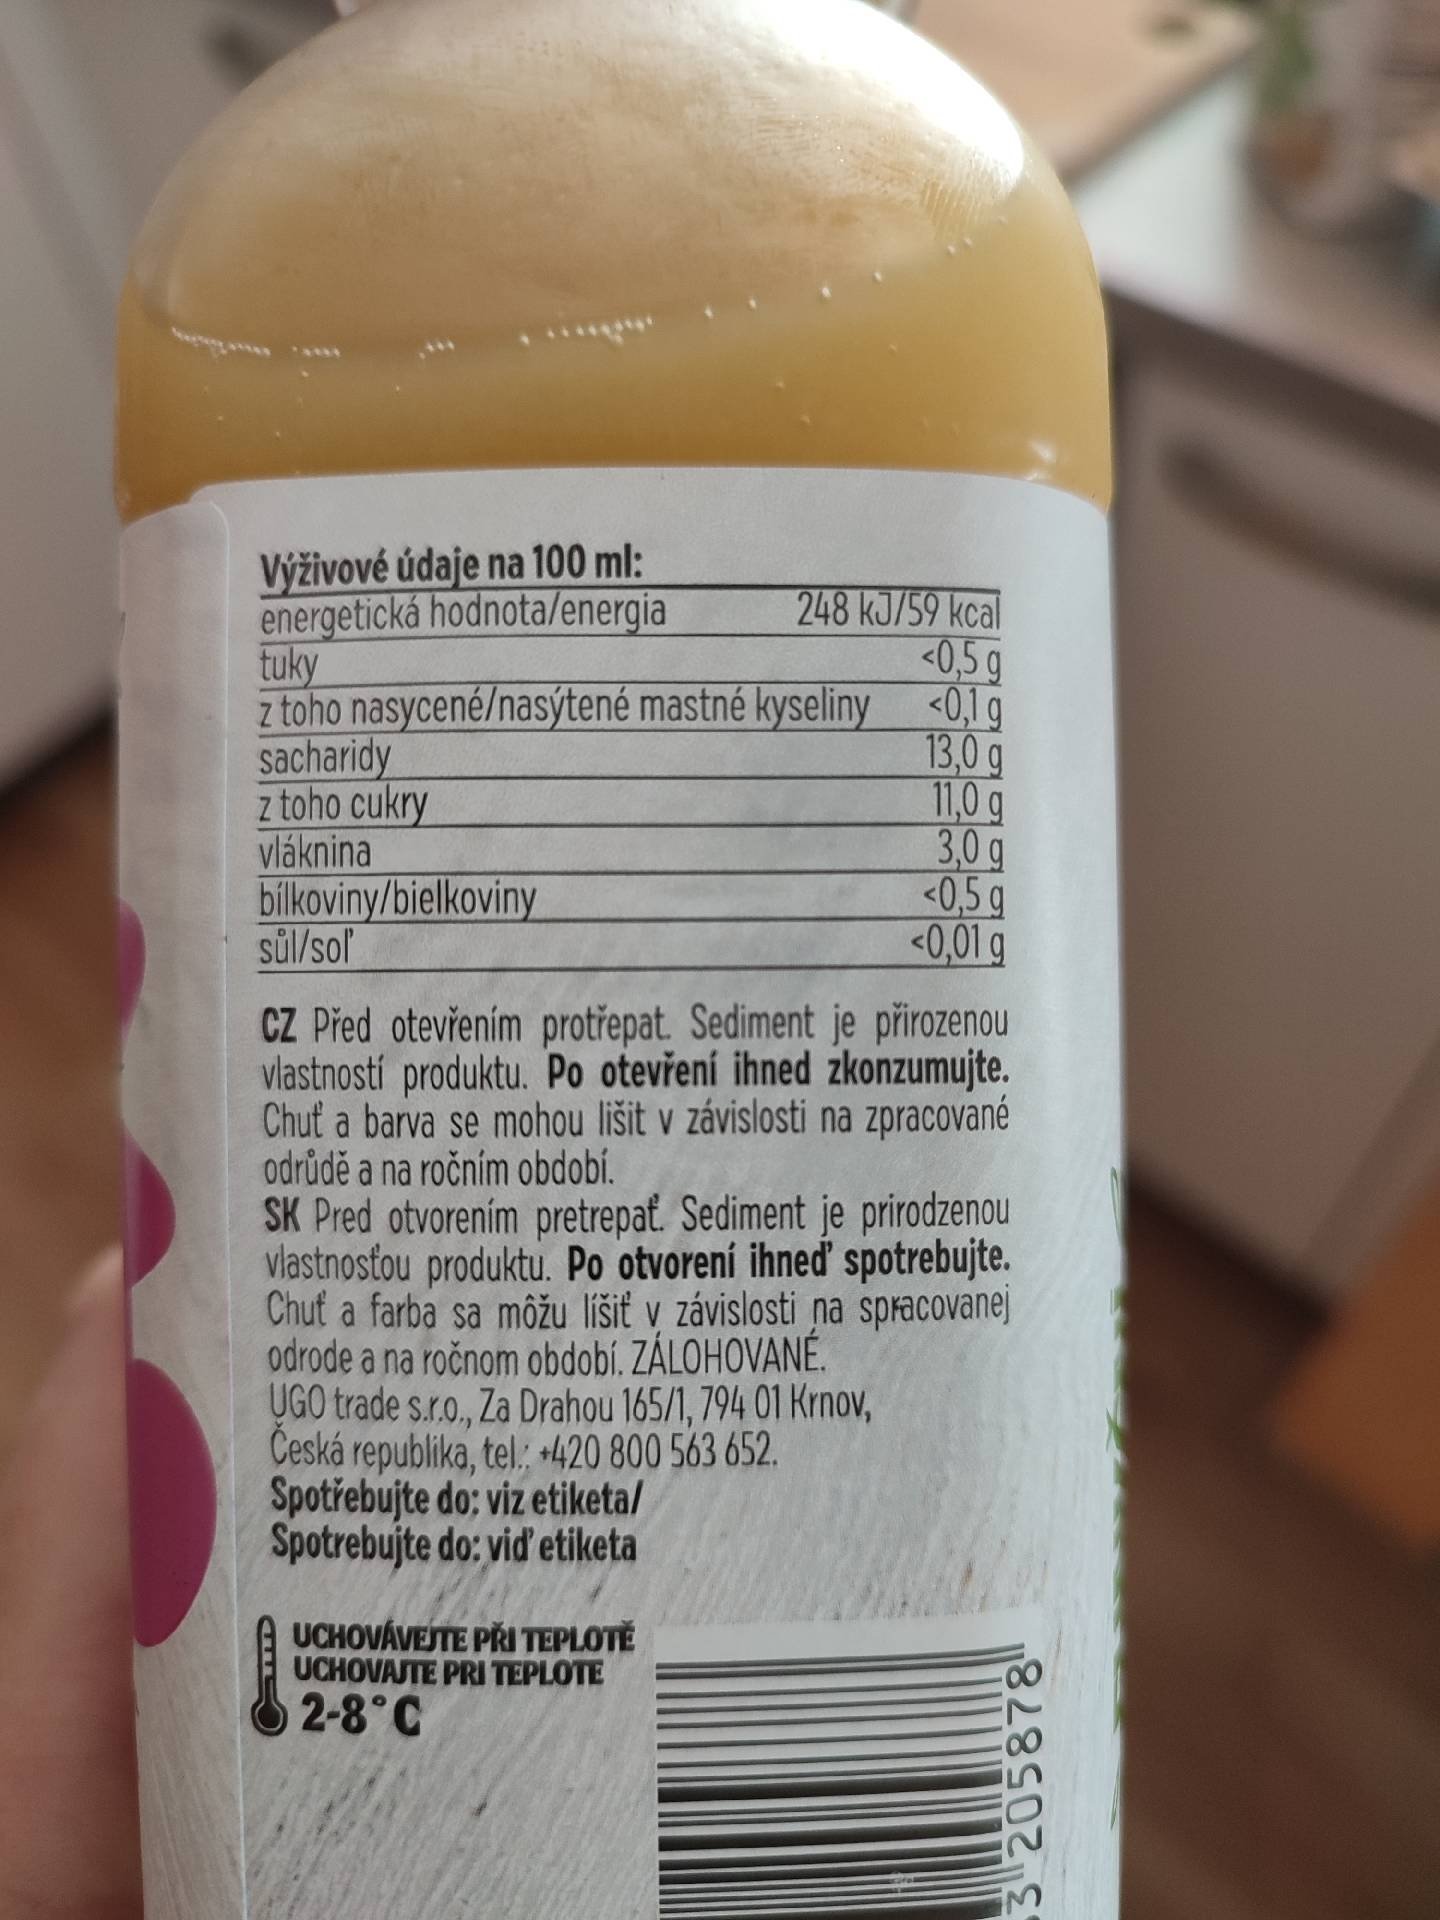 Výživové údaje na 100 ml:
energetická hodnota/energia 248 kJ/59 kcal
tuky <0,5 g
z toho nasycené/nasýtené mastné kyseliny <0,1 g
sacharidy 13,0 g
z toho cukry 11,0 g
vláknina 3,0 g
bílkoviny/bielkoviny <0,5 g
sůl/soľ <0,01 g
CZ Před otevřením protřepat. Sediment je přirozenou
vlastností produktu. Po otevření ihned zkonzumujte.
Chuť a barva se mohou lišit v závislosti na zpracované
odrůdě a na ročním období.
SK Pred otvorením pretrepať. Sediment je prirodzenou
vlastnosťou produktu. Po otvorení ihneď spotrebujte.
Chuť a farba sa môžu líšiť v závislosti na spracovanej
odrode a na ročnom období. ZÁLOHOVANÉ.
UGO trade s.r.o., Za Drahou 165/1, 794 01 Krnov,
Česká republika, tel.: +420 800 563 652.
Spotřebujte do: viz etiketa/
Spotrebujte do: viď etiketa
UCHOVÁVEJTE PŘI TEPLOTĚ
UCHOVAJTE PRI TEPLOTE
2-8°C
3 205878